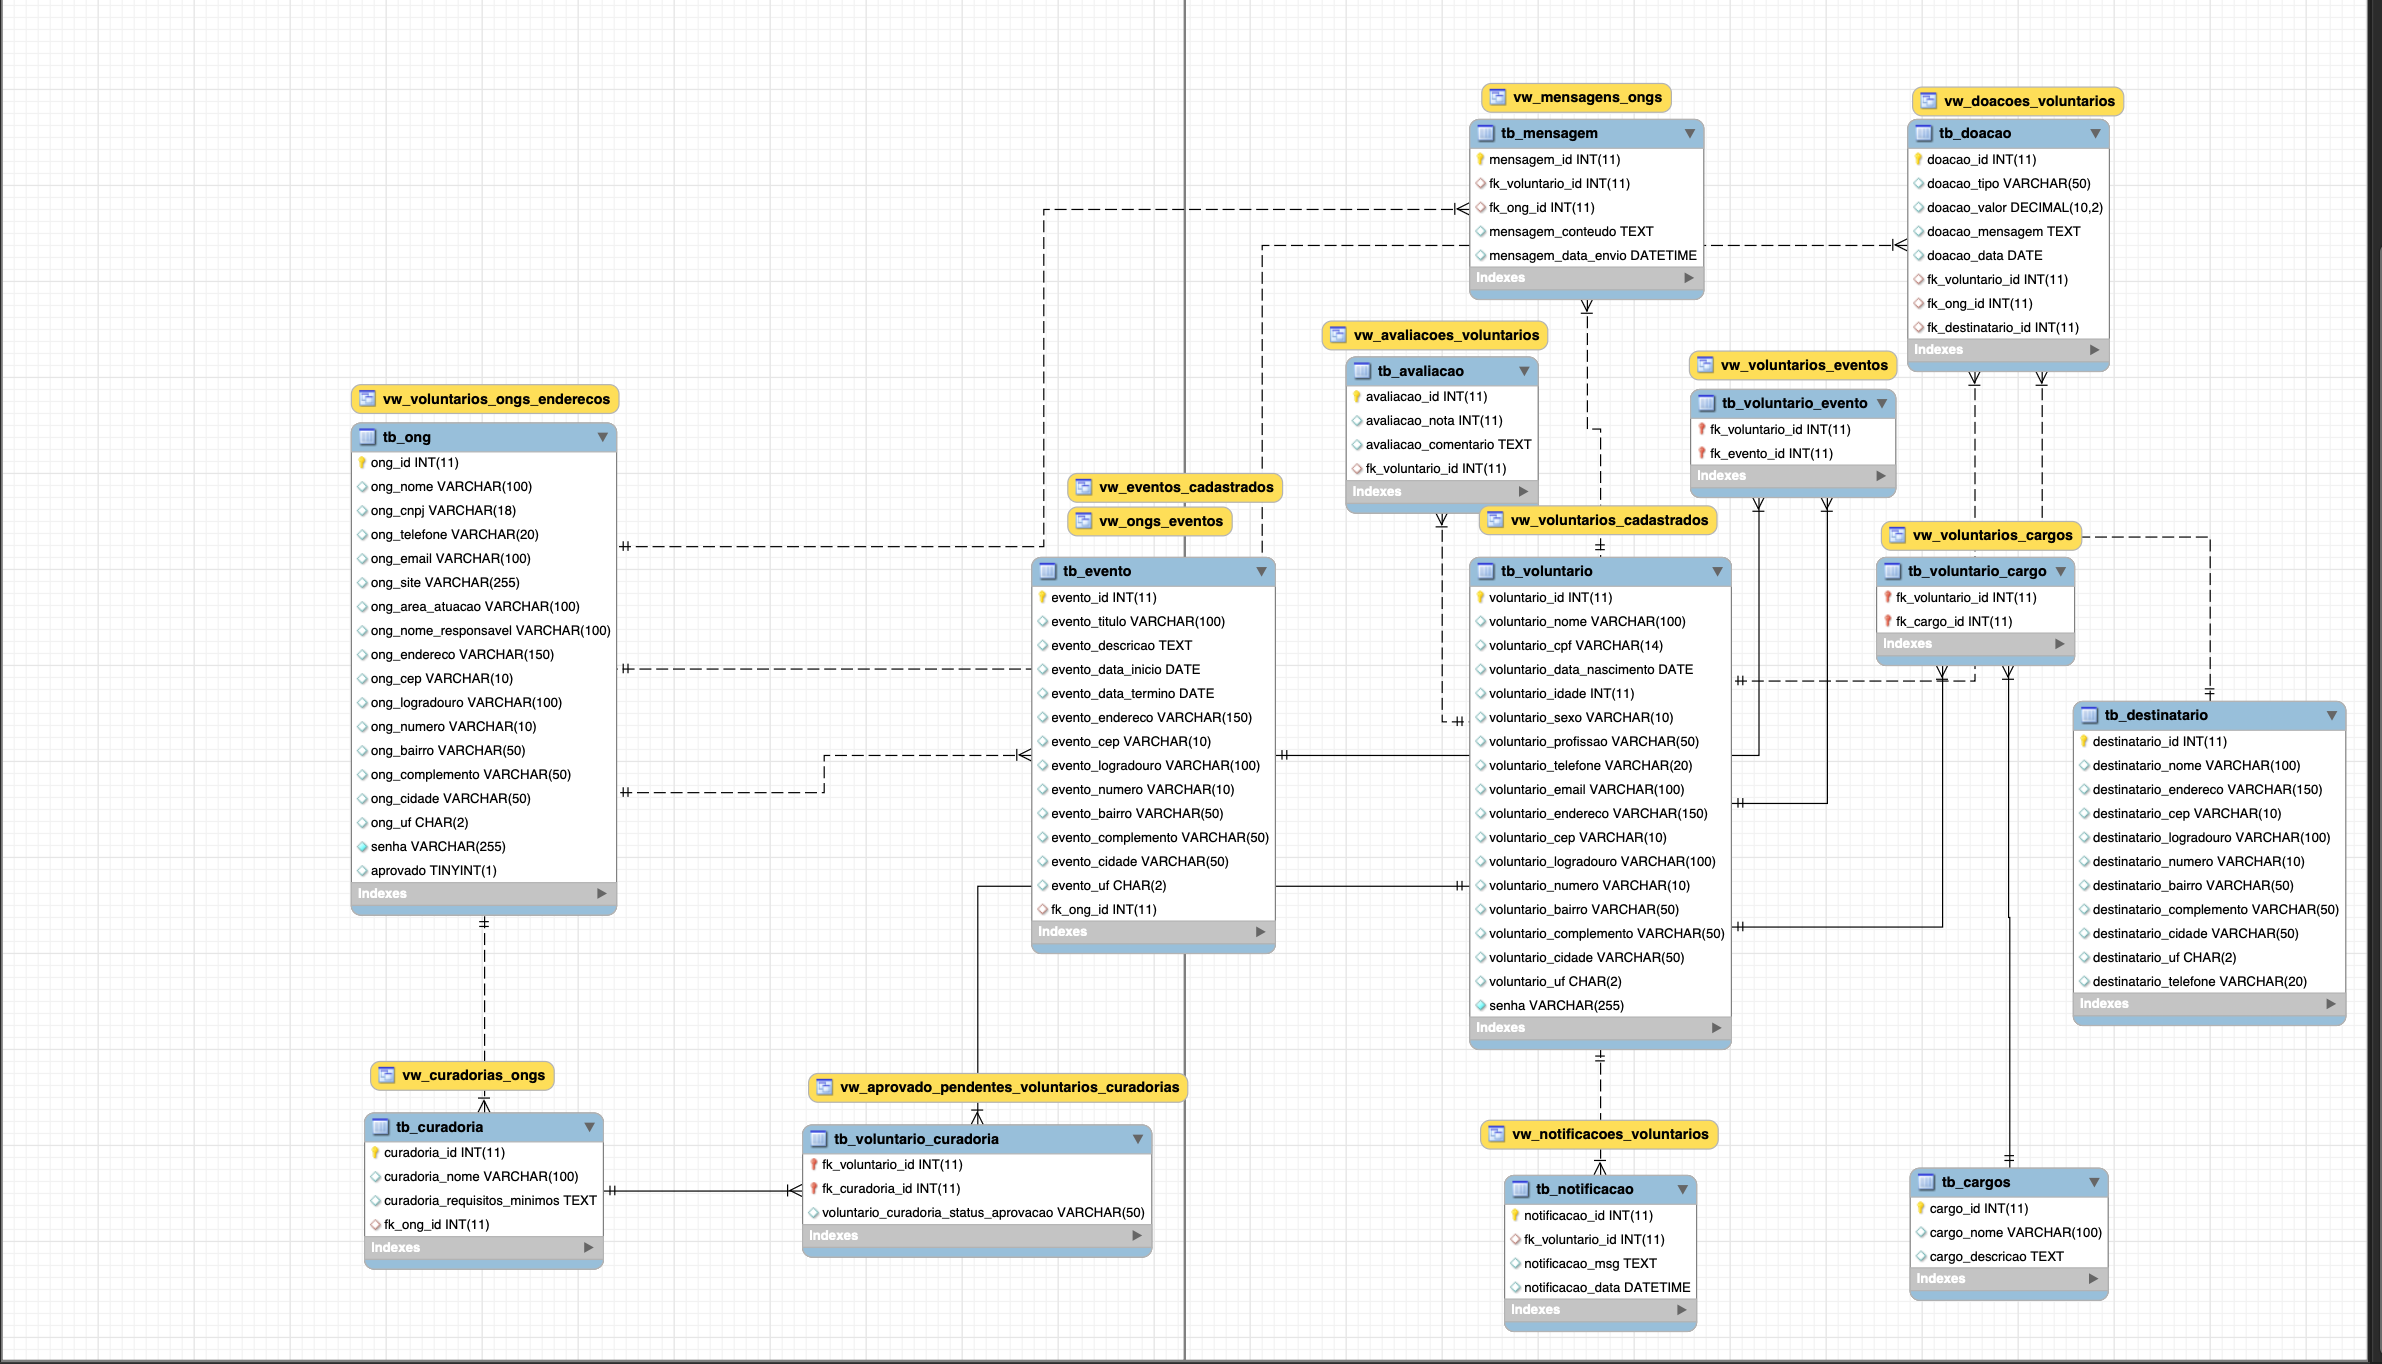 vw_mensagens_ongs
tb_mensagem
mensagem_id INT(11)
fk_voluntario_id INT(11)
fk_ong_id INT(11)
mensagem_conteudo TEXT
mensagem_data_envio DATETIME
Indexes
vw_doacoes_voluntarios
tb_doacao
doacao_id INT(11)
doacao_tipo VARCHAR(50)
doacao_valor DECIMAL(10,2)
doacao_mensagem TEXT
doacao_data DATE
fk_voluntario_id INT(11)
fk_ong_id INT(11)
fk_destinatario_id INT(11)
Indexes
vw_avaliacoes_voluntarios
tb_avaliacao
avaliacao_id INT(11)
avaliacao_nota INT(11)
avaliacao_comentario TEXT
fk_voluntario_id INT(11)
Indexes
vw_voluntarios_eventos
tb_voluntario_evento
fk_voluntario_id INT(11)
fk_evento_id INT(11)
Indexes
vw_voluntarios_ongs_enderecos
tb_ong
ong_id INT(11)
ong_nome VARCHAR(100)
ong_cnpj VARCHAR(18)
ong_telefone VARCHAR(20)
ong_email VARCHAR(100)
ong_site VARCHAR(255)
ong_area_atuacao VARCHAR(100)
ong_nome_responsavel VARCHAR(100)
ong_endereco VARCHAR(150)
ong_cep VARCHAR(10)
ong_logradouro VARCHAR(100)
ong_numero VARCHAR(10)
ong_bairro VARCHAR(50)
ong_complemento VARCHAR(50)
ong_cidade VARCHAR(50)
ong_uf CHAR(2)
senha VARCHAR(255)
aprovado TINYINT(1)
Indexes
vw_eventos_cadastrados
vw_ongs_eventos
tb_evento
evento_id INT(11)
evento_titulo VARCHAR(100)
evento_descricao TEXT
evento_data_inicio DATE
evento_data_termino DATE
evento_endereco VARCHAR(150)
evento_cep VARCHAR(10)
evento_logradouro VARCHAR(100)
evento_numero VARCHAR(10)
evento_bairro VARCHAR(50)
evento_complemento VARCHAR(50)
evento_cidade VARCHAR(50)
evento_uf CHAR(2)
fk_ong_id INT(11)
Indexes
vw_voluntarios_cadastrados
tb_voluntario
voluntario_id INT(11)
voluntario_nome VARCHAR(100)
voluntario_cpf VARCHAR(14)
voluntario_data_nascimento DATE
voluntario_idade INT(11)
voluntario_sexo VARCHAR(10)
voluntario_profissao VARCHAR(50)
voluntario_telefone VARCHAR(20)
voluntario_email VARCHAR(100)
voluntario_endereco VARCHAR(150)
voluntario_cep VARCHAR(10)
voluntario_logradouro VARCHAR(100)
voluntario_numero VARCHAR(10)
voluntario_bairro VARCHAR(50)
voluntario_complemento VARCHAR(50)
voluntario_cidade VARCHAR(50)
voluntario_uf CHAR(2)
senha VARCHAR(255)
Indexes
vw_voluntarios_cargos
tb_voluntario_cargo
fk_voluntario_id INT(11)
fk_cargo_id INT(11)
Indexes
tb_destinatario
destinatario_id INT(11)
destinatario_nome VARCHAR(100)
destinatario_endereco VARCHAR(150)
destinatario_cep VARCHAR(10)
destinatario_logradouro VARCHAR(100)
destinatario_numero VARCHAR(10)
destinatario_bairro VARCHAR(50)
destinatario_complemento VARCHAR(50)
destinatario_cidade VARCHAR(50)
destinatario_uf CHAR(2)
destinatario_telefone VARCHAR(20)
Indexes
vw_curadorias_ongs
tb_curadoria
curadoria_id INT(11)
curadoria_nome VARCHAR(100)
curadoria_requisitos_minimos TEXT
fk_ong_id INT(11)
Indexes
vw_aprovado_pendentes_voluntarios_curadorias
tb_voluntario_curadoria
fk_voluntario_id INT(11)
fk_curadoria_id INT(11)
voluntario_curadoria_status_aprovacao VARCHAR(50)
Indexes
vw_notificacoes_voluntarios
tb_notificacao
notificacao_id INT(11)
fk_voluntario_id INT(11)
notificacao_msg TEXT
notificacao_data DATETIME
Indexes
tb_cargos
cargo_id INT(11)
cargo_nome VARCHAR(100)
cargo_descricao TEXT
Indexes